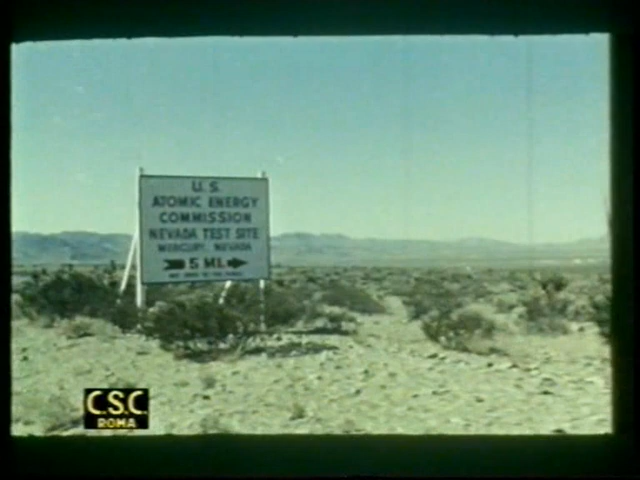 U.S.
ATOMIC ENERGY
COMMISSION
NEVADA TEST SITE
MERCURY, NEVADA
5 MI.
C.S.C.
ROMA